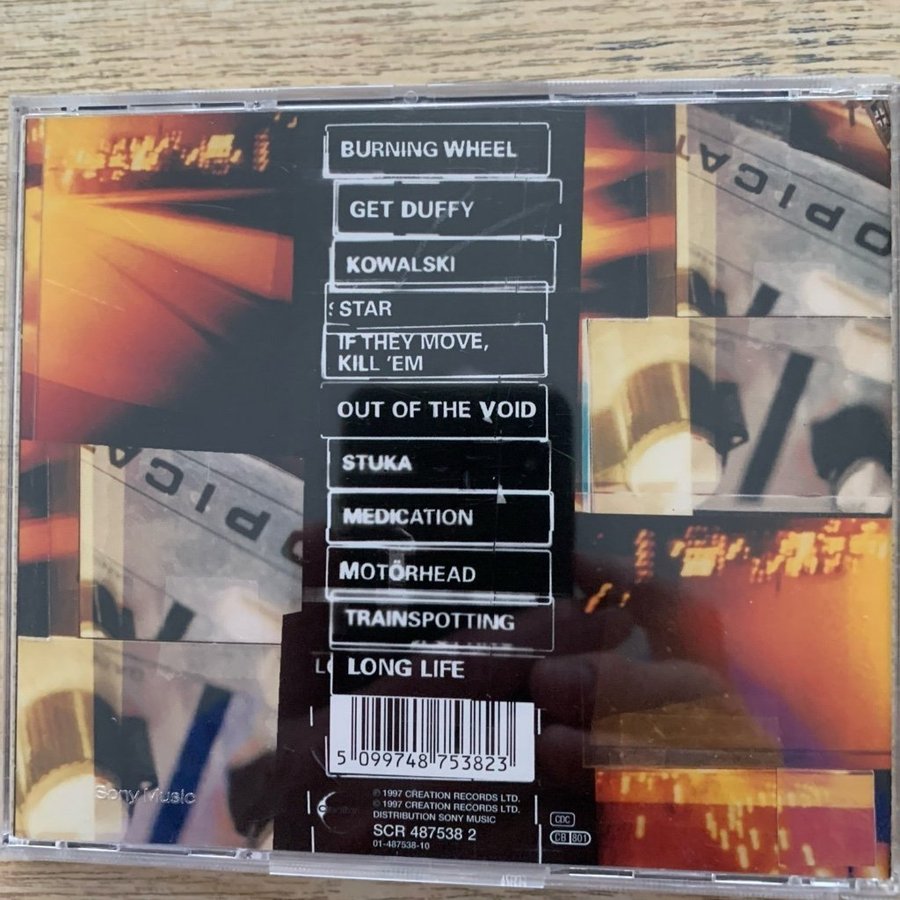 BURNING WHEEL
GET DUFFY
KOWALSKI
STAR
IF THEY MOVE,
KILL 'EM
OUT OF THE VOID
STUKA
MEDICATION
MOTÖRHEAD
TRAINSPOTTING
LONG LIFE
5 099748 753823
℗ 1997 CREATION RECORDS LTD.
© 1997 CREATION RECORDS LTD.
DISTRIBUTION SONY MUSIC
SCR 487538 2
01-487538-10
CDC
CB 801
Sony Music
OPICA
OPICAT